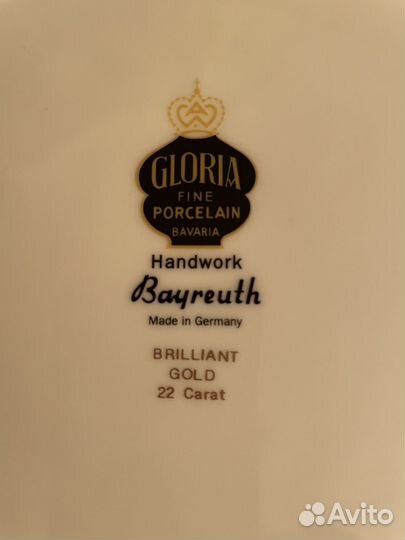 GLORIA
FINE
PORCELAIN
BAVARIA
Handwork
Bayreuth
Made in Germany
BRILLIANT
GOLD
22 Carat
Avito